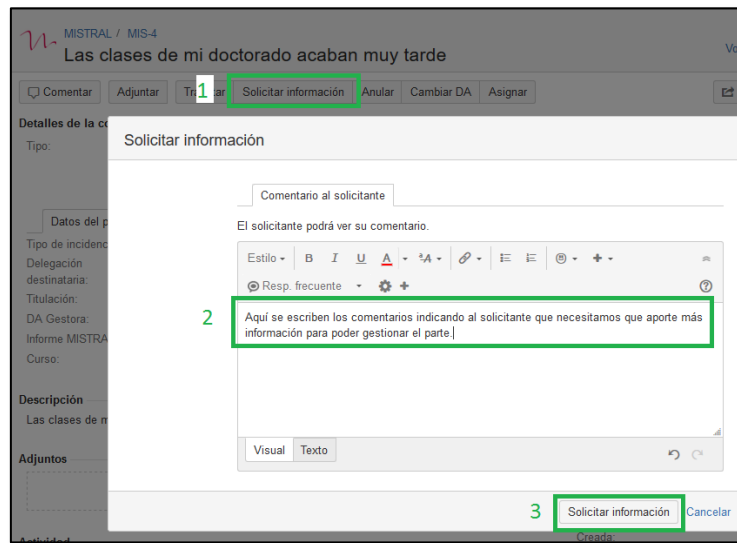 MISTRAL / MIS-4
Las clases de mi doctorado acaban muy tarde
Comentar Adjuntar 1 Solicitar información Anular Cambiar DA Asignar
Detalles de la
Tipo:
Solicitar información
Comentario al solicitante
El solicitante podrá ver su comentario.
Datos del
Tipo de
Delegación
destinataria:
Titulación:
DA Gestora:
Informe
Curso:
Estilo B I U A
Resp. frecuente
2
Aquí se escriben los comentarios indicando al solicitante que necesitamos que aporte más
información para poder gestionar el parte.
Descripción
Las clases de
Visual Texto
Adjuntos
3 Solicitar información Cancelar
Actividad
Creada: